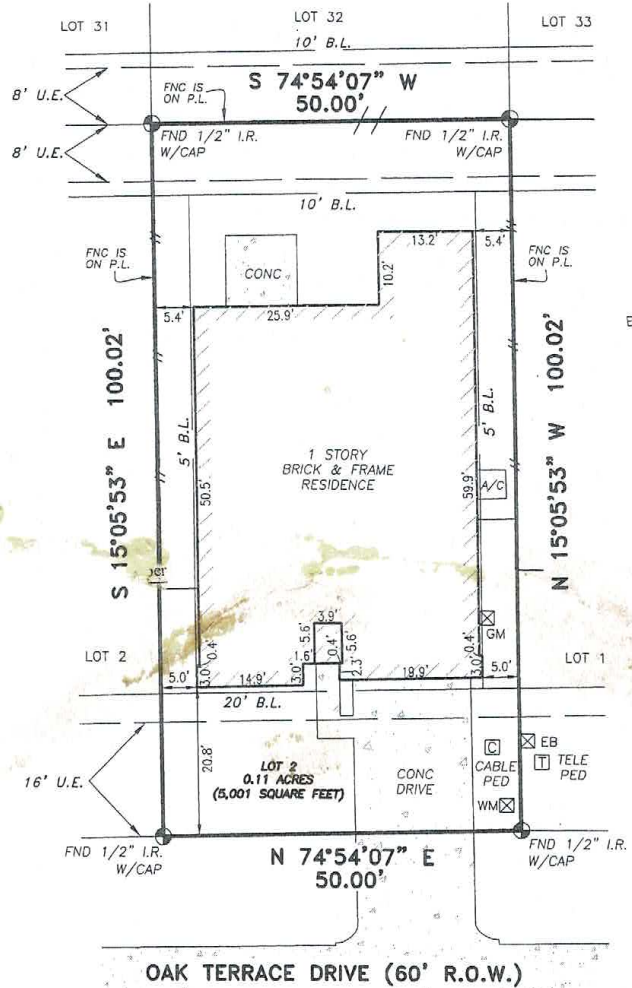 LOT 31
LOT 32
LOT 33
10' B.L.
8' U.E.
FNC IS
ON P.L.
S 74°54'07" W
50.00'
8' U.E.
FND 1/2" I.R.
W/CAP
FND 1/2" I.R.
W/CAP
10' B.L.
FNC IS
ON P.L.
CONC
13.2'
5.4'
FNC IS
ON P.L.
10.2'
5.4'
25.9'
S 15°05'53" E 100.02'
5' B.L.
50.5'
1 STORY
BRICK & FRAME
RESIDENCE
59.9'
A/C
5' B.L.
N 15°05'53" W 100.02'
E
GM
3.9'
5.6'
0.4'
5.6'
1.6'
LOT 2
LOT 1
5.0'
3.0'
0.4'
14.9'
3.0'
2.3'
19.9'
3.0'
0.4'
5.0'
20' B.L.
16' U.E.
20.8'
LOT 2
0.11 ACRES
(5,001 SQUARE FEET)
CONC
DRIVE
C
CABLE
PED
EB
T
TELE
PED
WM
FND 1/2" I.R.
W/CAP
N 74°54'07" E
50.00'
FND 1/2" I.R.
W/CAP
OAK TERRACE DRIVE (60' R.O.W.)